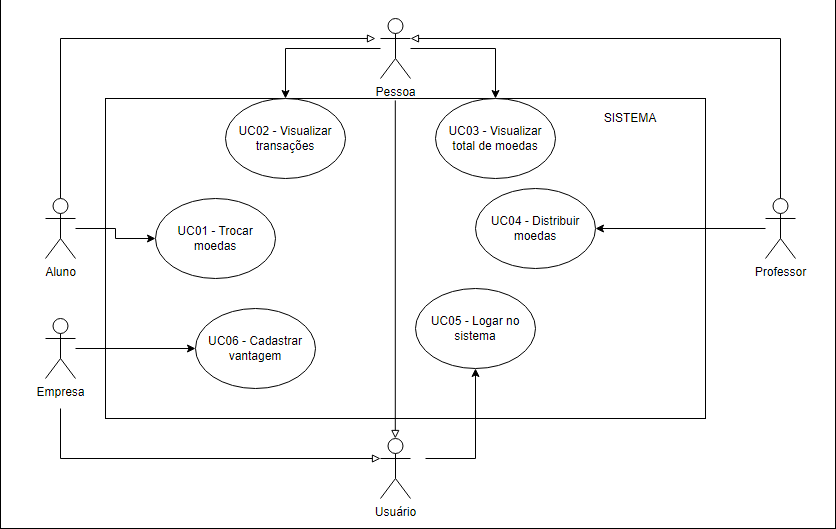 Pessoa
SISTEMA
UC02 - Visualizar
transações
UC03 - Visualizar
total de moedas
UC01 - Trocar
moedas
UC04 - Distribuir
moedas
Aluno
Professor
UC05 - Logar no
sistema
UC06 - Cadastrar
vantagem
Empresa
Usuário